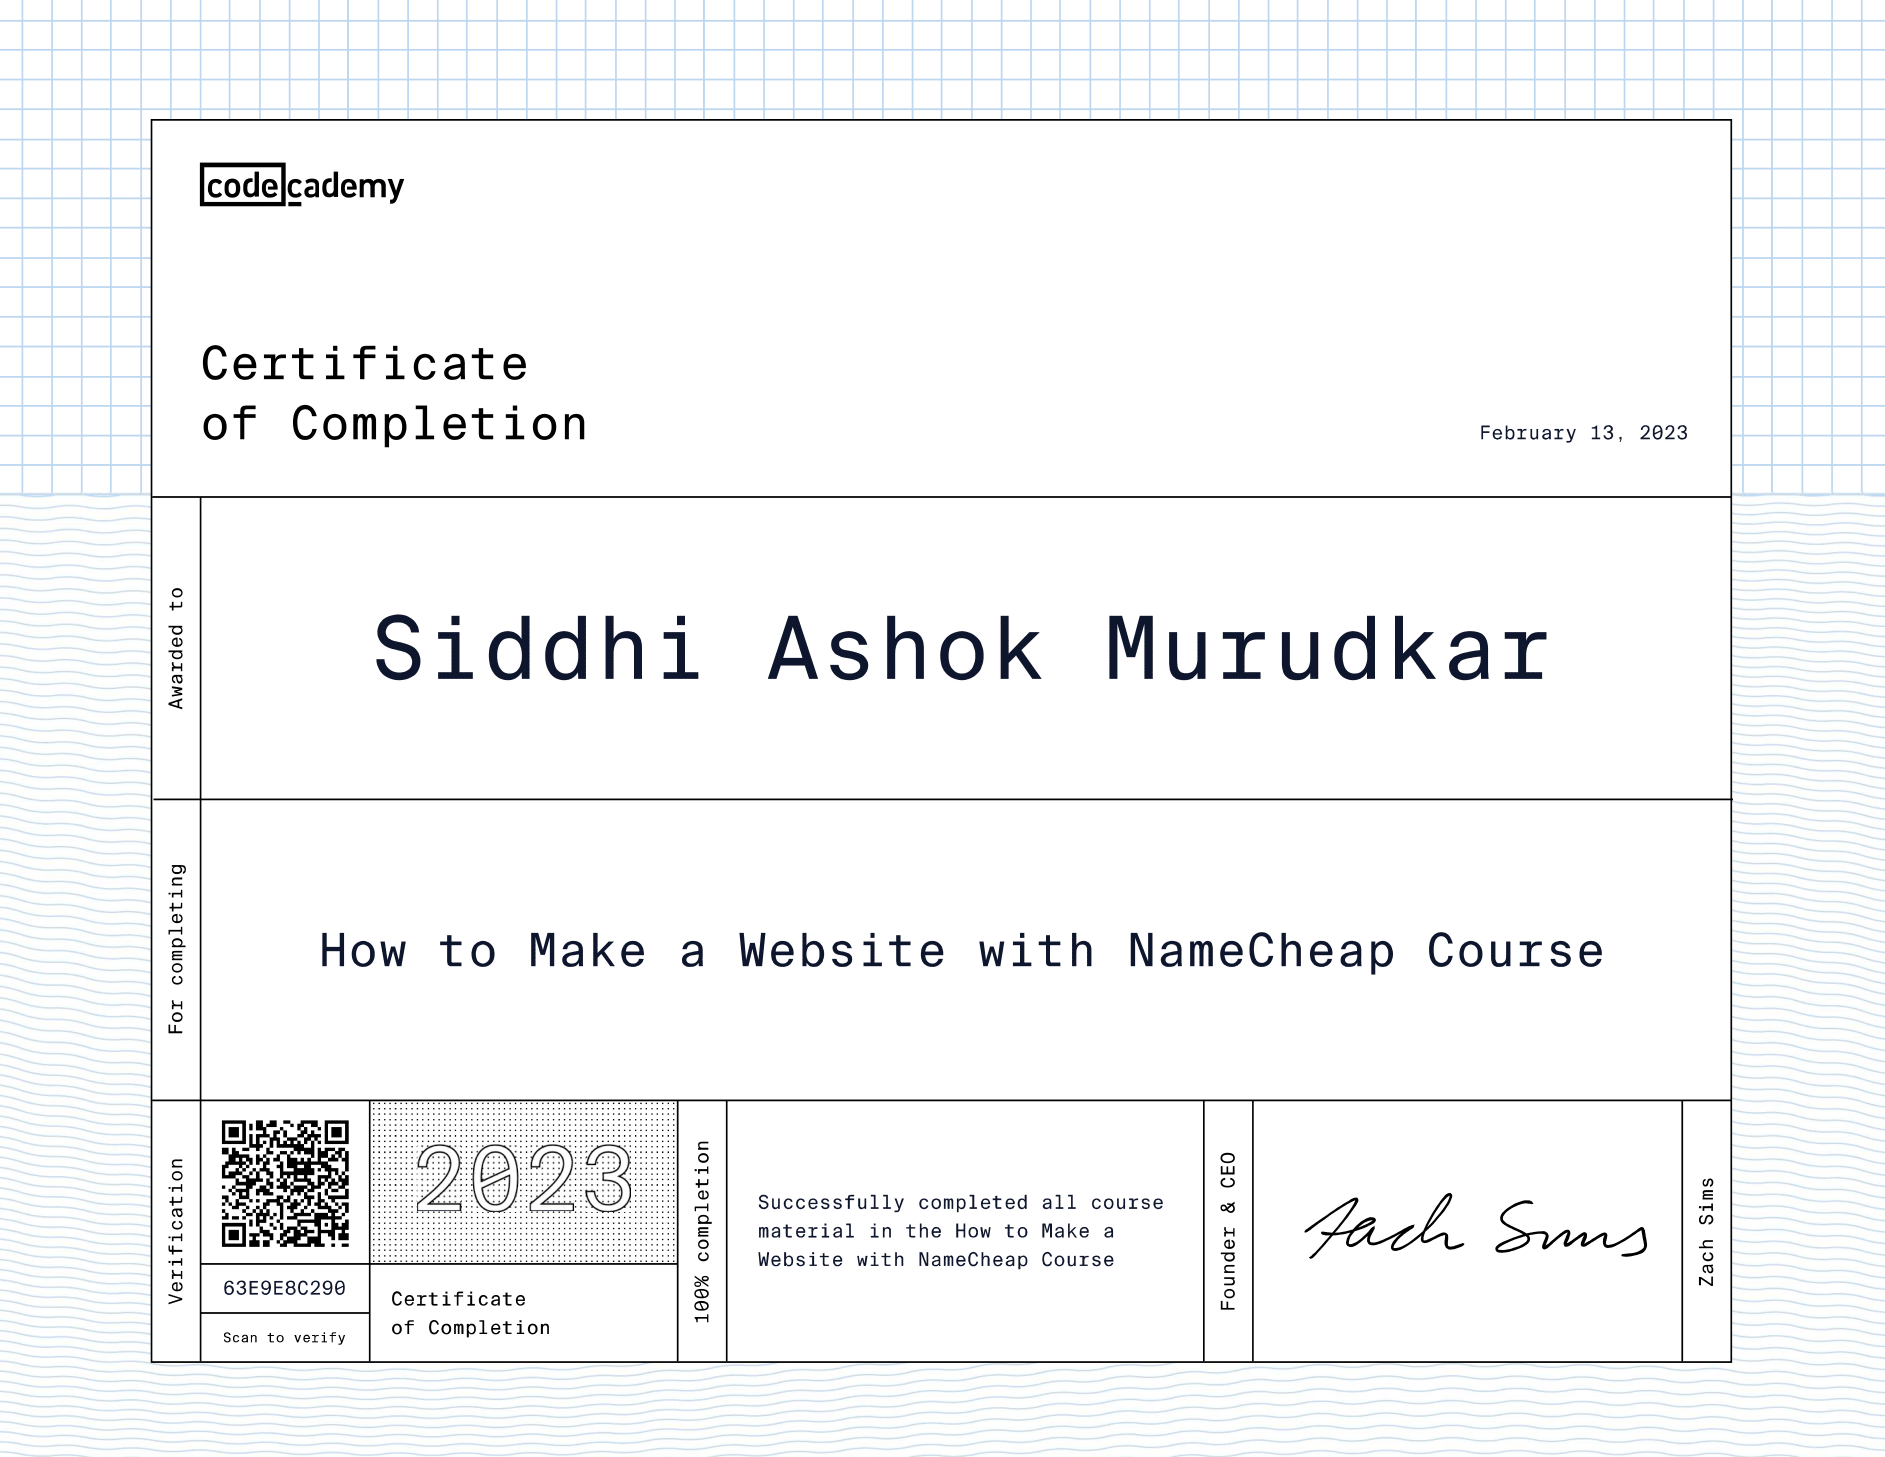 codecademy
Certificate
of Completion
February 13, 2023
Awarded to
Siddhi Ashok Murudkar
For completing
How to Make a Website with NameCheap Course
Verification
63E9E8C290
Scan to verify
2023
Certificate
of Completion
100% completion
Successfully completed all course
material in the How to Make a
Website with NameCheap Course
Founder & CEO
Zach Sims
Zach Sims